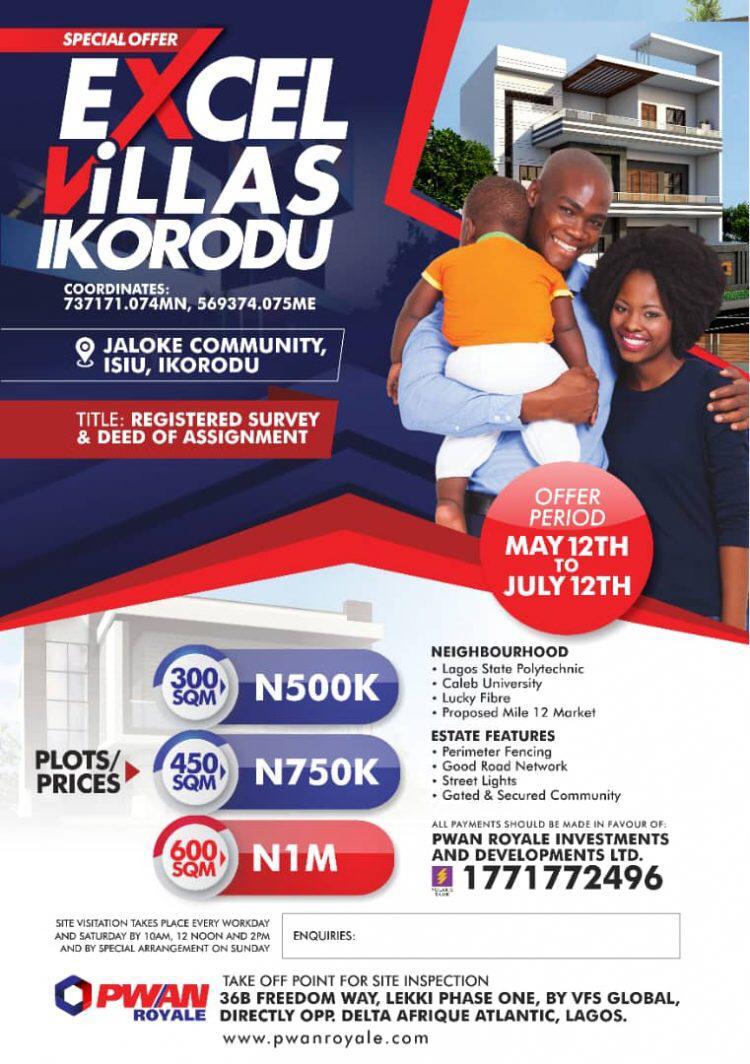 SPECIAL OFFER
EXCEL
ViLLAS
IKORODU
COORDINATES:
737171.074MN, 569374.075ME
JALOKE COMMUNITY,
ISIU, IKORODU
TITLE: REGISTERED SURVEY
& DEED OF ASSIGNMENT
OFFER
PERIOD
MAY 12TH
TO
JULY 12TH
PLOTS/
PRICES
300
SQM
N500K
450
SQM
N750K
600
SQM
N1M
NEIGHBOURHOOD
• Lagos State Polytechnic
• Caleb University
• Lucky Fibre
• Proposed Mile 12 Market
ESTATE FEATURES
• Perimeter Fencing
• Good Road Network
• Street Lights
• Gated & Secured Community
ALL PAYMENTS SHOULD BE MADE IN FAVOUR OF:
PWAN ROYALE INVESTMENTS
AND DEVELOPMENTS LTD.
1771772496
SITE VISITATION TAKES PLACE EVERY WORKDAY
AND SATURDAY BY 10AM, 12 NOON AND 2PM
AND BY SPECIAL ARRANGEMENT ON SUNDAY
ENQUIRIES:
PWAN
ROYALE
TAKE OFF POINT FOR SITE INSPECTION
36B FREEDOM WAY, LEKKI PHASE ONE, BY VFS GLOBAL,
DIRECTLY OPP. DELTA AFRIQUE ATLANTIC, LAGOS.
www.pwanroyale.com